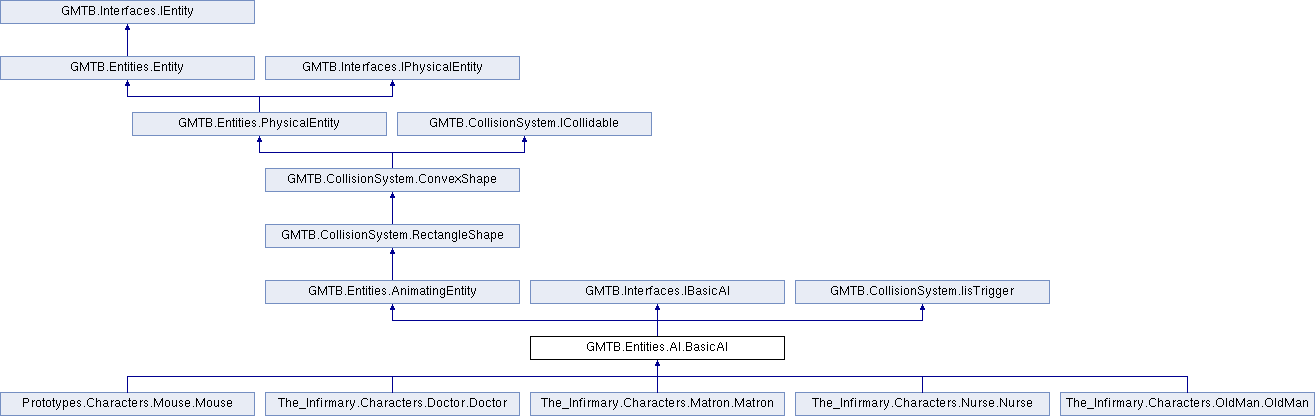 GMTB.Interfaces.IEntity
GMTB.Entities.Entity
GMTB.Interfaces.IPhysicalEntity
GMTB.Entities.PhysicalEntity
GMTB.CollisionSystem.ICollidable
GMTB.CollisionSystem.ConvexShape
GMTB.CollisionSystem.RectangleShape
GMTB.Entities.AnimatingEntity
GMTB.Interfaces.IBasicAI
GMTB.CollisionSystem.IisTrigger
GMTB.Entities.AI.BasicAI
Prototypes.Characters.Mouse.Mouse
The_Infirmary.Characters.Doctor.Doctor
The_Infirmary.Characters.Matron.Matron
The_Infirmary.Characters.Nurse.Nurse
The_Infirmary.Characters.OldMan.OldMan